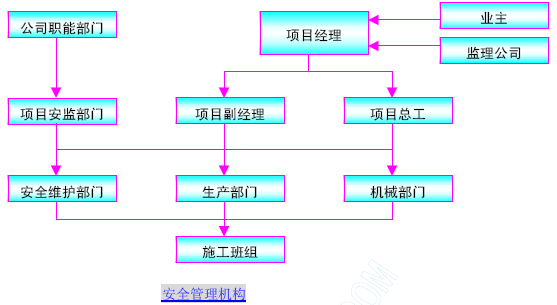 业主
公司职能部门
项目经理
监理公司
项目安监部门
项目副经理
项目总工
安全维护部门
生产部门
机械部门
施工班组
安全管理机构
COM